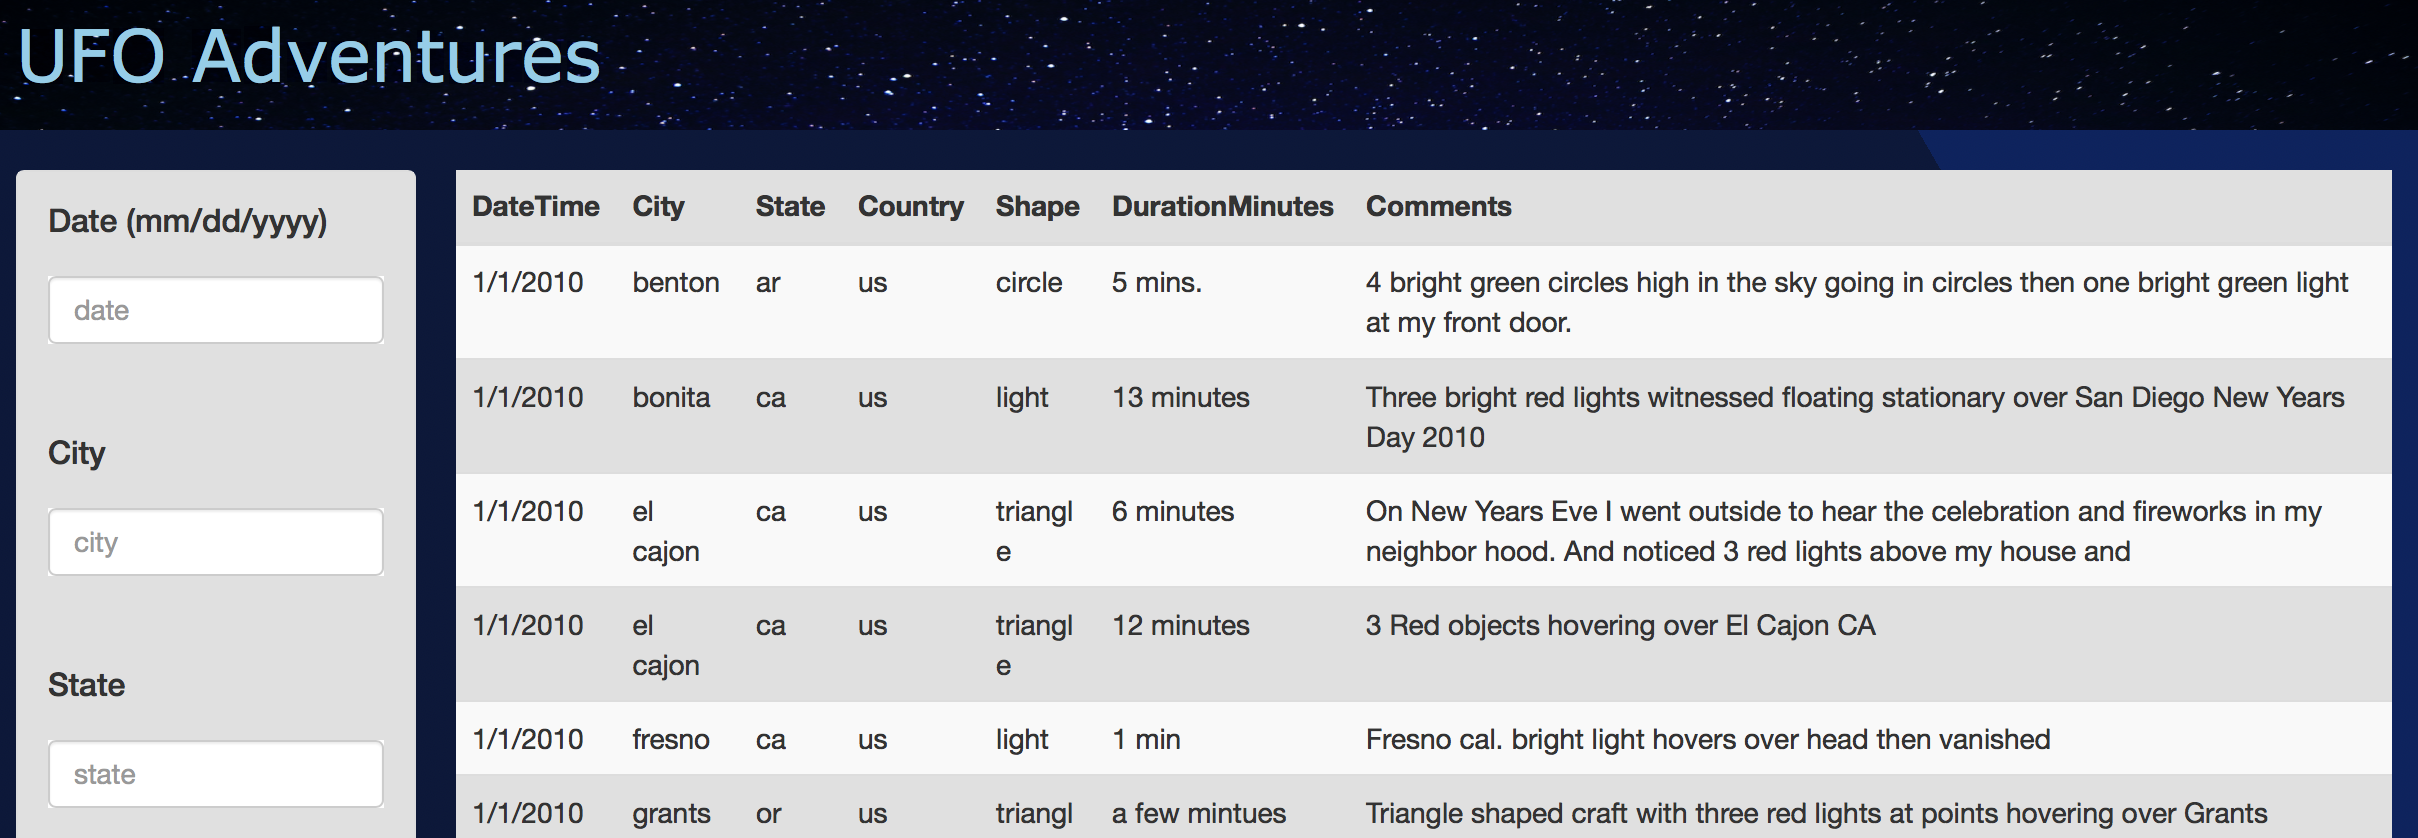 UFO Adventures
Date (mm/dd/yyyy)
date
City
city
State
state
DateTime City State Country Shape DurationMinutes Comments
1/1/2010 benton ar us circle 5 mins. 4 bright green circles high in the sky going in circles then one bright green light
at my front door.
1/1/2010 bonita ca us light 13 minutes Three bright red lights witnessed floating stationary over San Diego New Years
Day 2010
1/1/2010 el ca us triangl 6 minutes On New Years Eve I went outside to hear the celebration and fireworks in my
cajon e neighbor hood. And noticed 3 red lights above my house and
1/1/2010 el ca us triangl 12 minutes 3 Red objects hovering over El Cajon CA
cajon e
1/1/2010 fresno ca us light 1 min Fresno cal. bright light hovers over head then vanished
1/1/2010 grants or us triangl a few mintues Triangle shaped craft with three red lights at points hovering over Grants